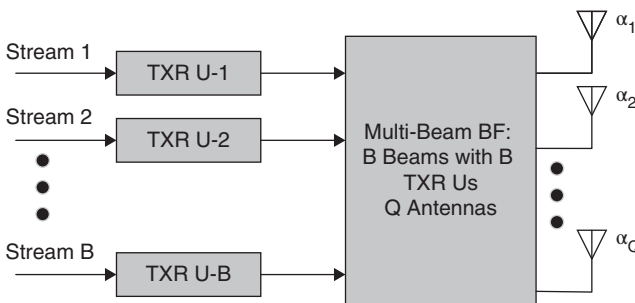 Stream 1
TXR U-1
Stream 2
TXR U-2
Stream B
TXR U-B
Multi-Beam BF:
B Beams with B
TXR Us
Q Antennas
α1
α2
αQ